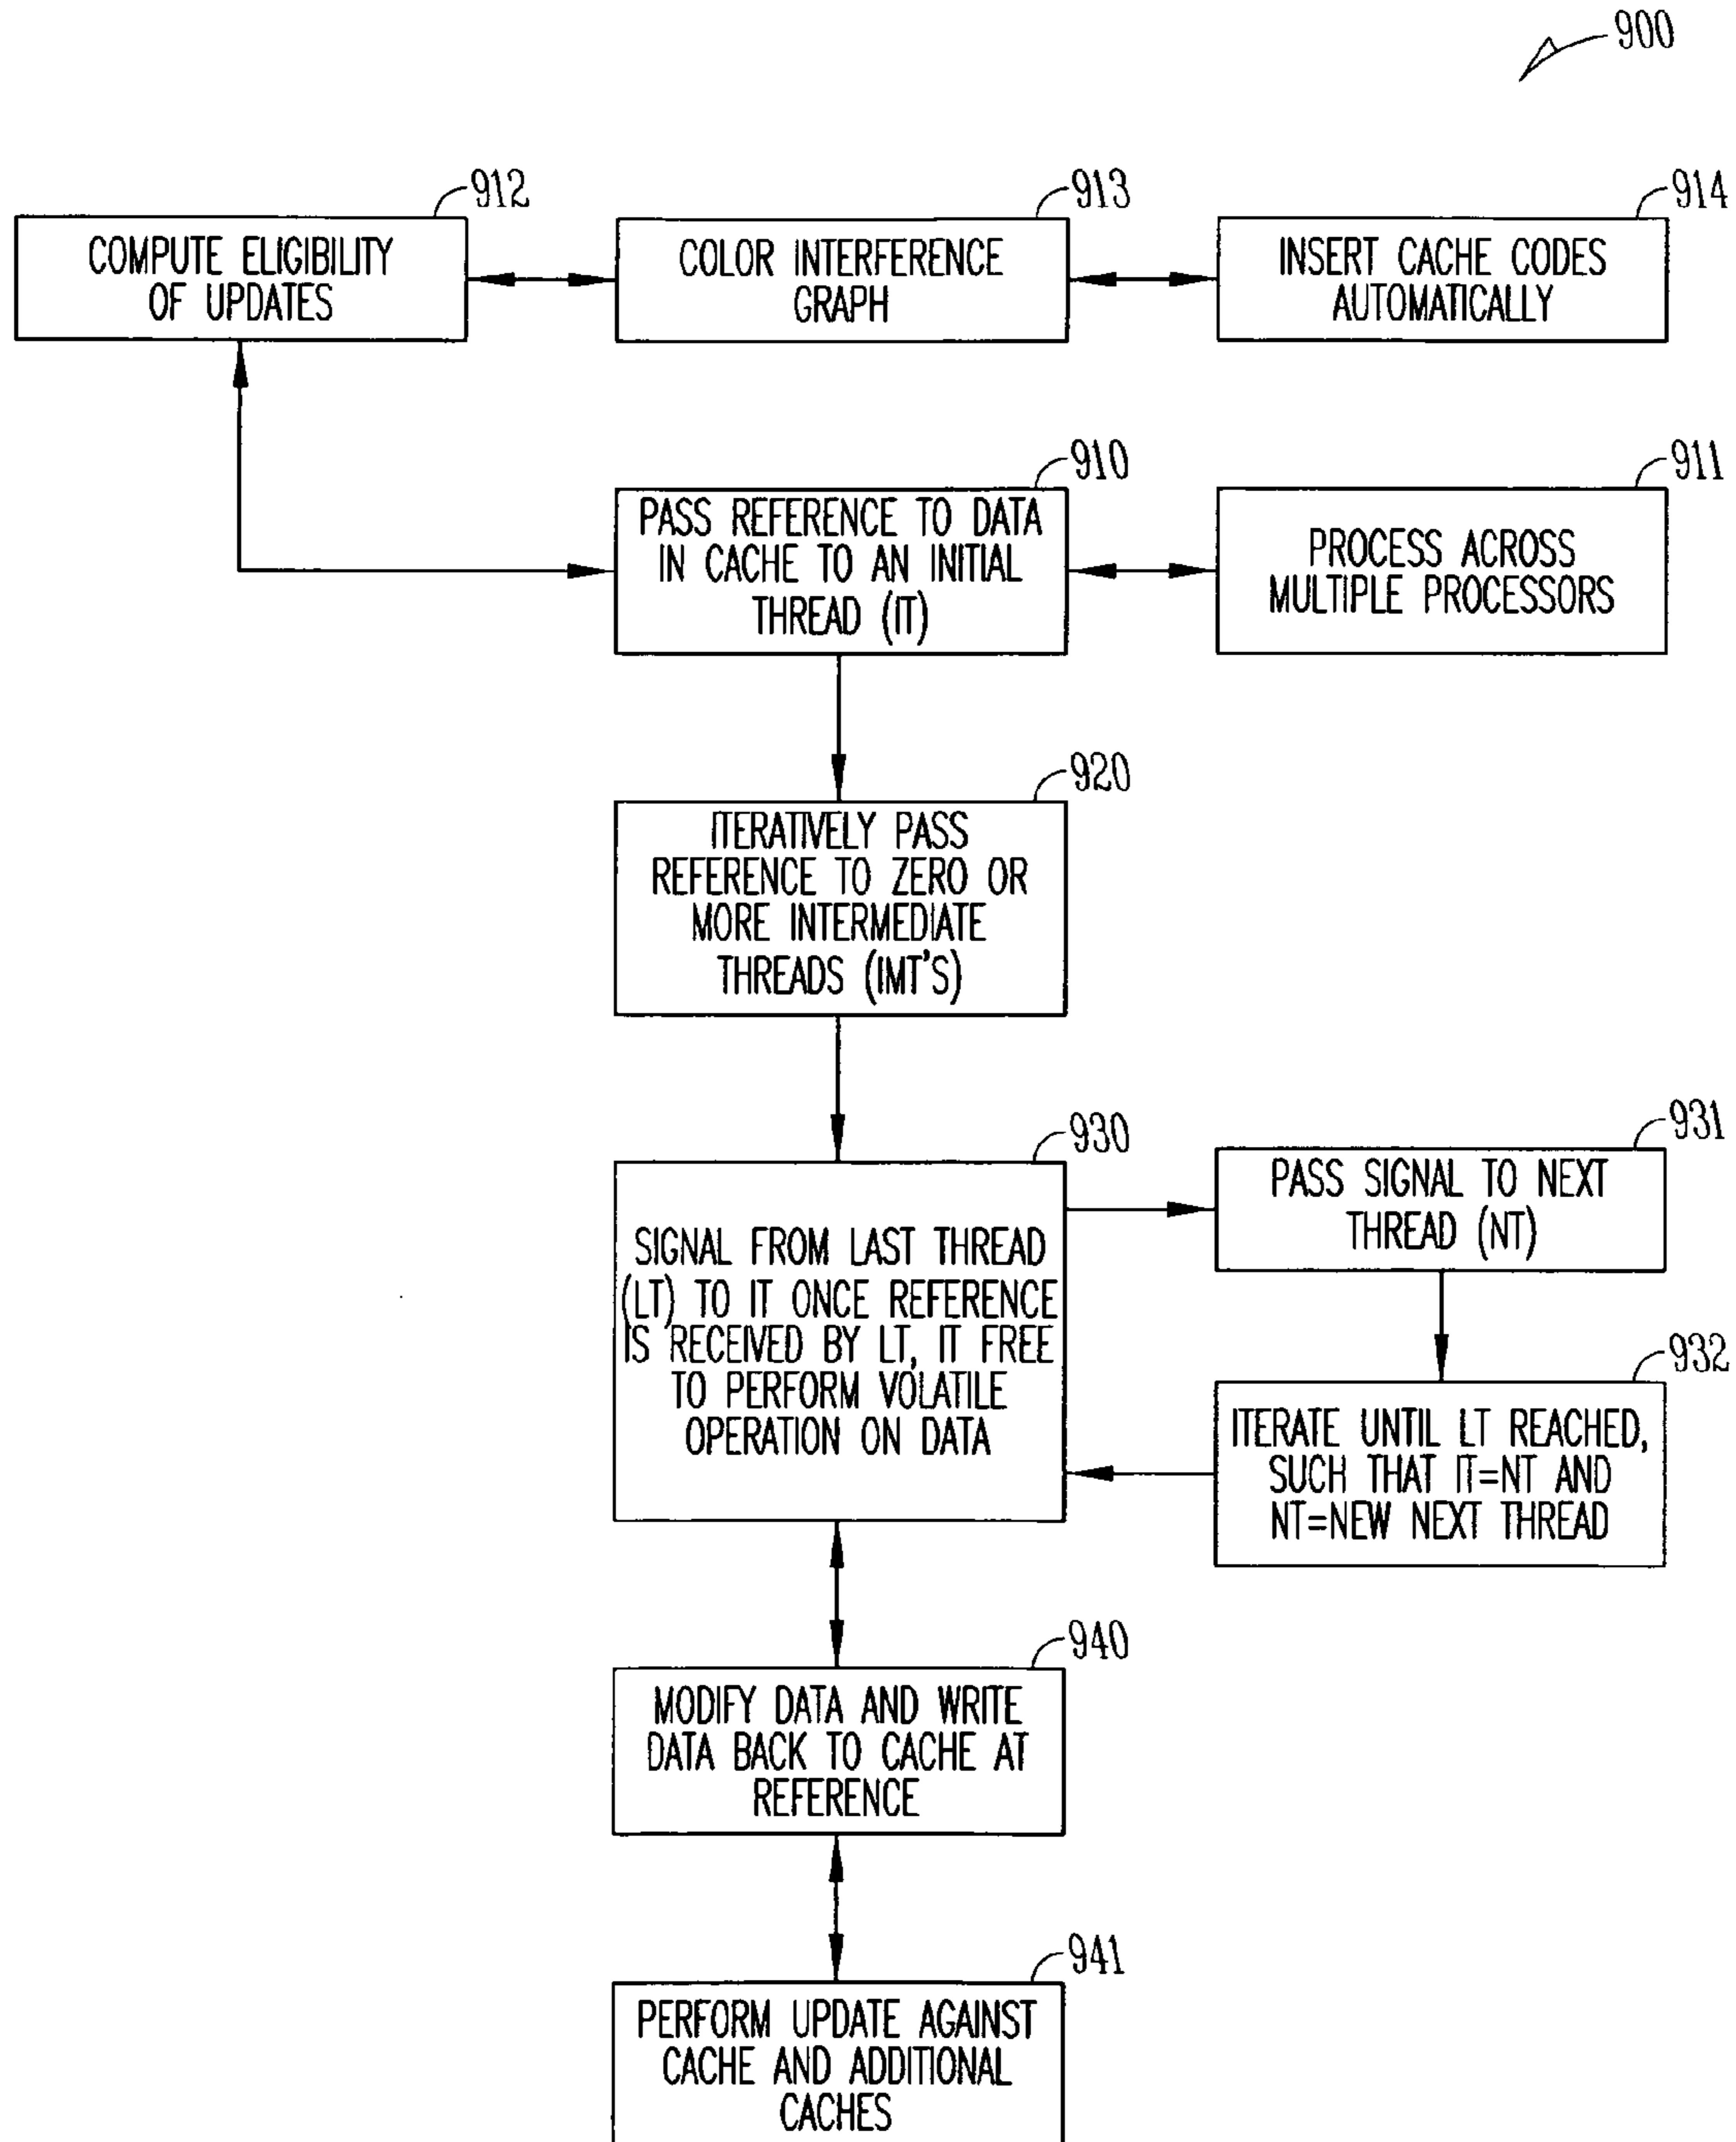 900
912
COMPUTE ELIGIBILITY
OF UPDATES
913
COLOR INTERFERENCE
GRAPH
914
INSERT CACHE CODES
AUTOMATICALLY
910
PASS REFERENCE TO DATA
IN CACHE TO AN INITIAL
THREAD (IT)
911
PROCESS ACROSS
MULTIPLE PROCESSORS
920
ITERATIVELY PASS
REFERENCE TO ZERO OR
MORE INTERMEDIATE
THREADS (IMT'S)
930
SIGNAL FROM LAST THREAD
(LT) TO IT ONCE REFERENCE
IS RECEIVED BY LT, IT FREE
TO PERFORM VOLATILE
OPERATION ON DATA
931
PASS SIGNAL TO NEXT
THREAD (NT)
932
ITERATE UNTIL LT REACHED,
SUCH THAT IT=NT AND
NT=NEW NEXT THREAD
940
MODIFY DATA AND WRITE
DATA BACK TO CACHE AT
REFERENCE
941
PERFORM UPDATE AGAINST
CACHE AND ADDITIONAL
CACHES